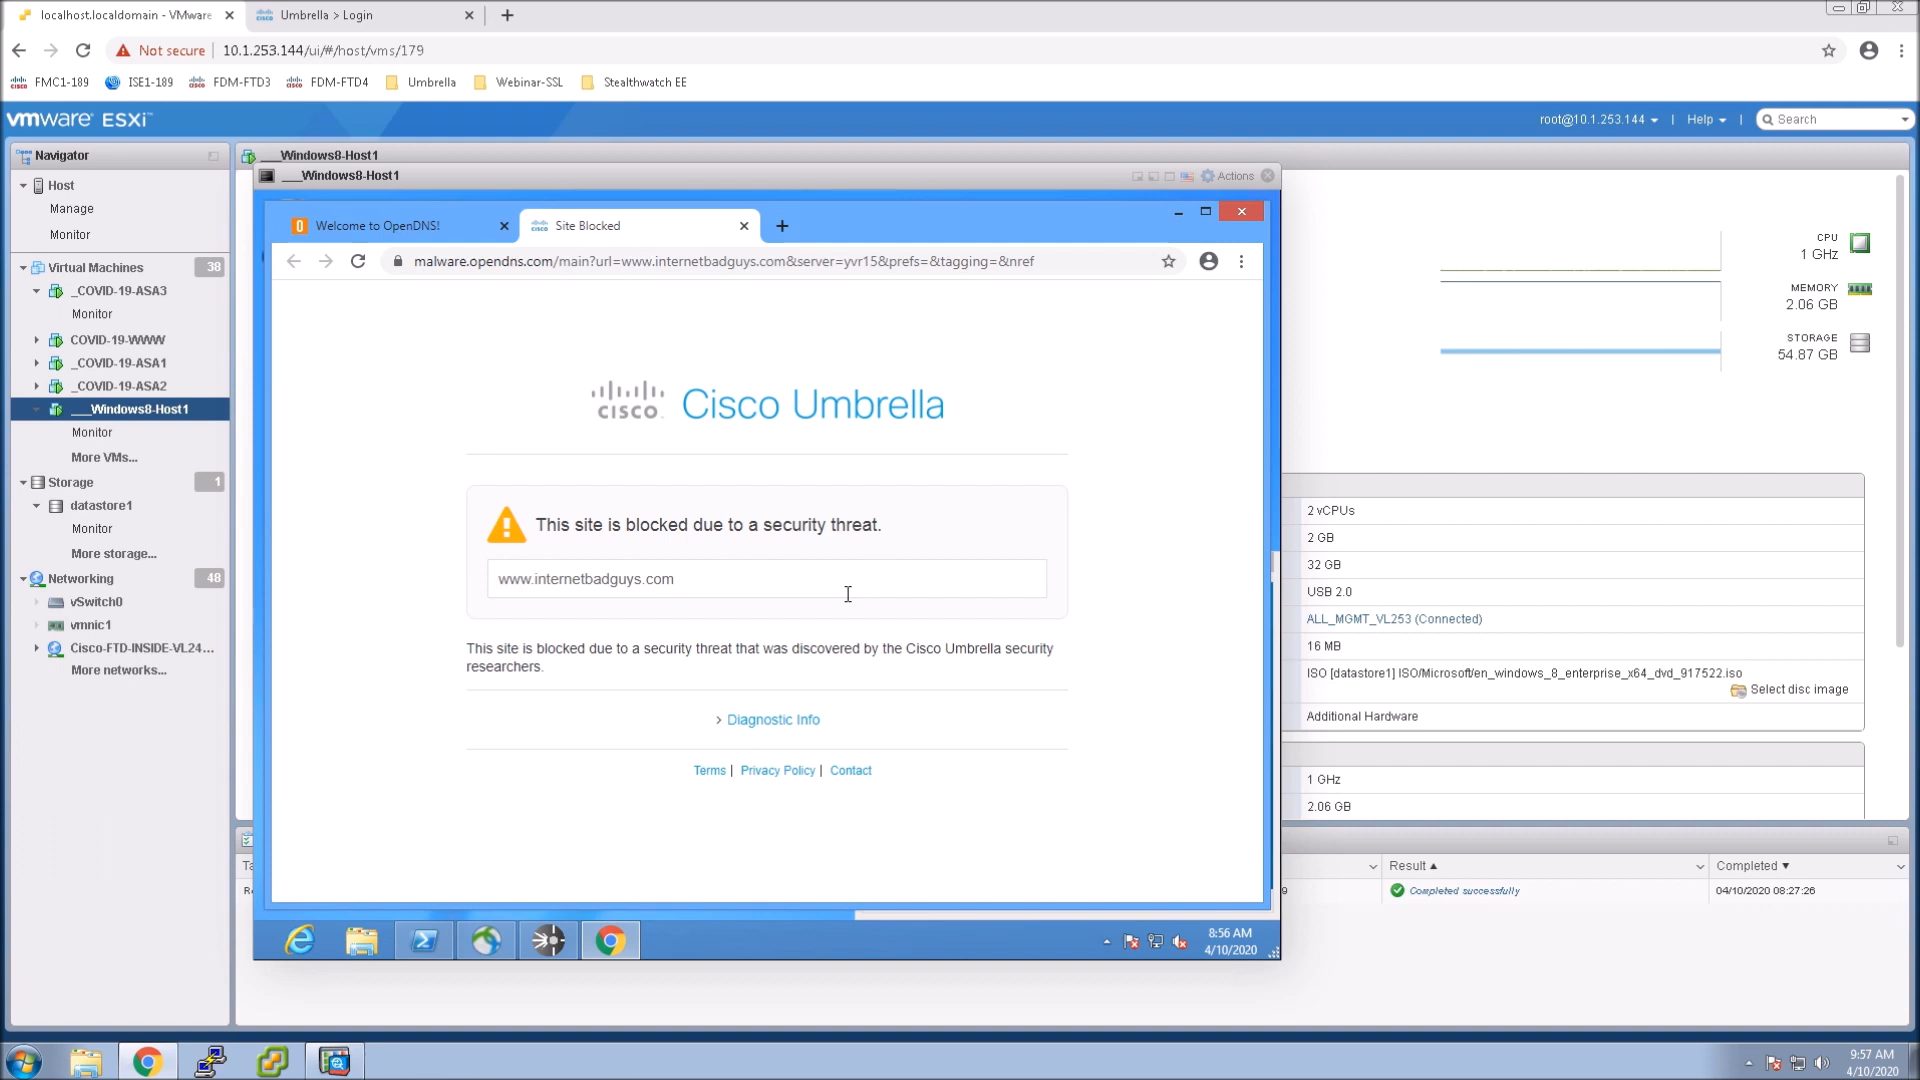 localhost.localdomain - VMware
Umbrella > Login
Not secure
10.1.253.144/ui/#/host/vms/179
FMC1-189
ISE1-189
FDM-FTD3
FDM-FTD4
Umbrella
Webinar-SSL
Stealthwatch EE
vmware ESXi™
root@10.1.253.144
|
Help
|
Search
Navigator
Host
Manage
Monitor
Virtual Machines
38
_COVID-19-ASA3
Monitor
COVID-19-WWW
_COVID-19-ASA1
_COVID-19-ASA2
___Windows8-Host1
Monitor
More VMs...
Storage
1
datastore1
Monitor
More storage...
Networking
48
vSwitch0
vmnic1
Cisco-FTD-INSIDE-VL24...
More networks...
___Windows8-Host1
___Windows8-Host1
Actions
Welcome to OpenDNS!
Site Blocked
malware.opendns.com/main?url=www.internetbadguys.com&server=yvr15&prefs=&tagging=&nref
cisco
Cisco Umbrella
This site is blocked due to a security threat.
www.internetbadguys.com
This site is blocked due to a security threat that was discovered by the Cisco Umbrella security
researchers.
> Diagnostic Info
Terms | Privacy Policy | Contact
8:56 AM
4/10/2020
CPU
1 GHz
MEMORY
2.06 GB
STORAGE
54.87 GB
2 vCPUs
2 GB
32 GB
USB 2.0
ALL_MGMT_VL253 (Connected)
16 MB
ISO [datastore1] ISO/Microsoft/en_windows_8_enterprise_x64_dvd_917522.iso
Select disc image
Additional Hardware
1 GHz
2.06 GB
Result
Completed
Completed successfully
04/10/2020 08:27:26
9:57 AM
4/10/2020